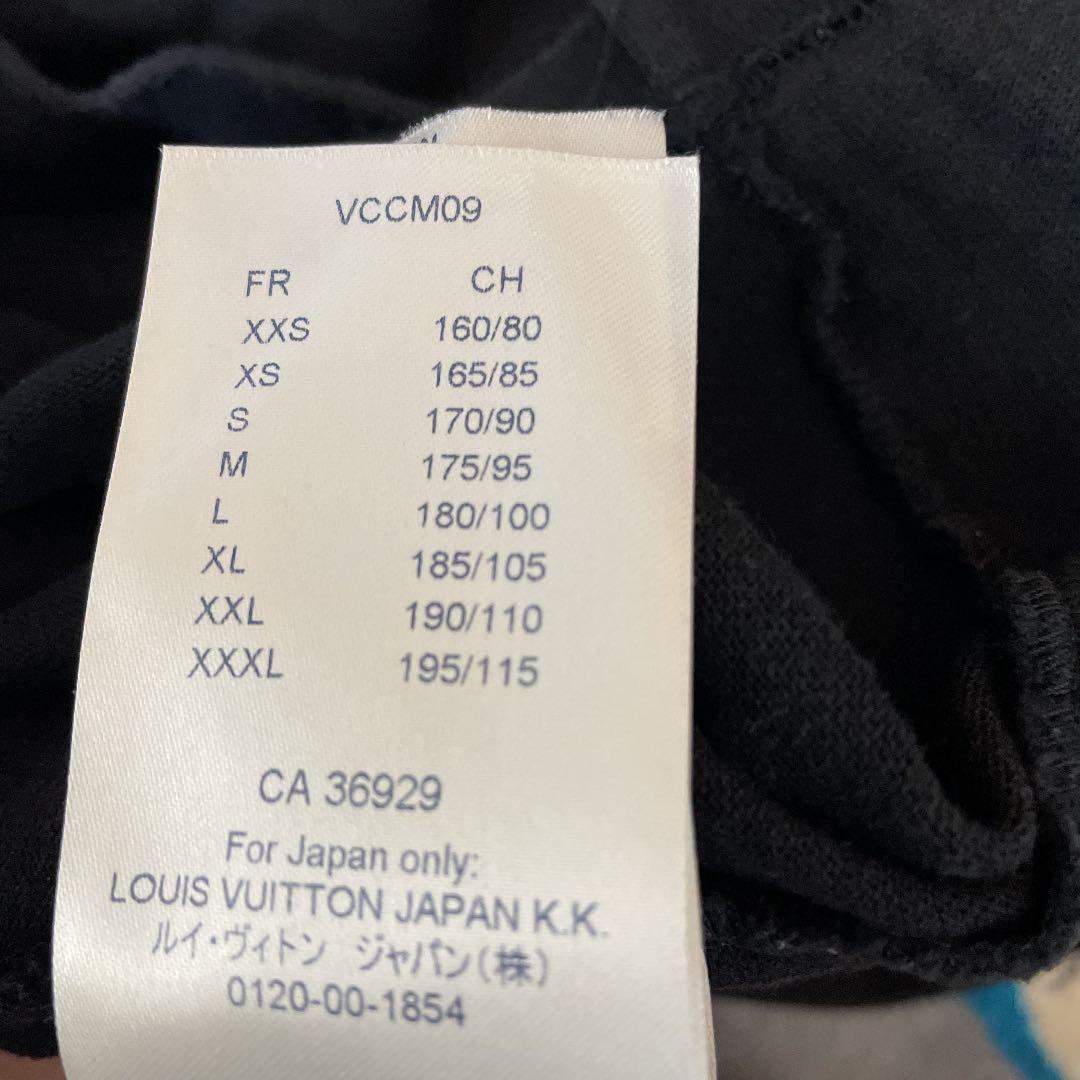 VCCM09
FR CH
XXS 160/80
XS 165/85
S 170/90
M 175/95
L 180/100
XL 185/105
XXL 190/110
XXXL 195/115
CA 36929
For Japan only:
LOUIS VUITTON JAPAN K.K.
ルイ・ヴィトン ジャパン(株)
0120-00-1854